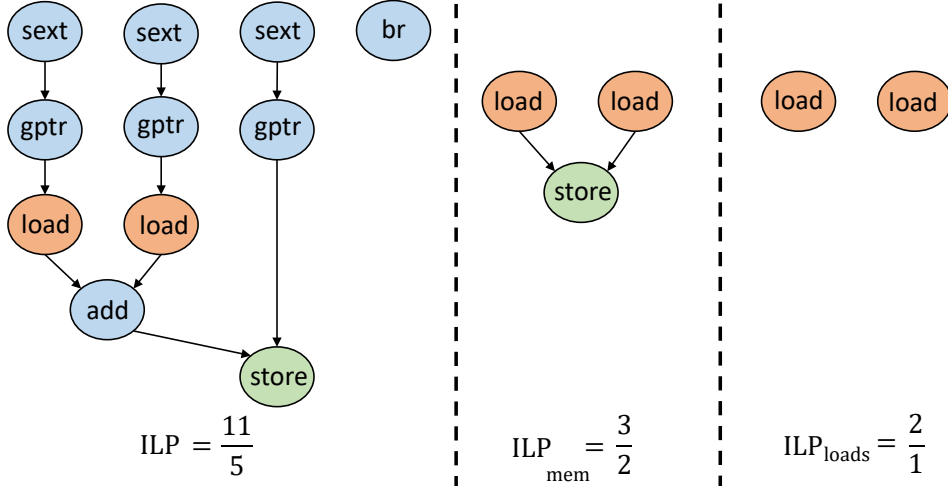 sext sext sext br
gptr gptr gptr
load load
add
store
ILP = 11/5
load load
store
ILP_mem = 3/2
load load
ILP_loads = 2/1